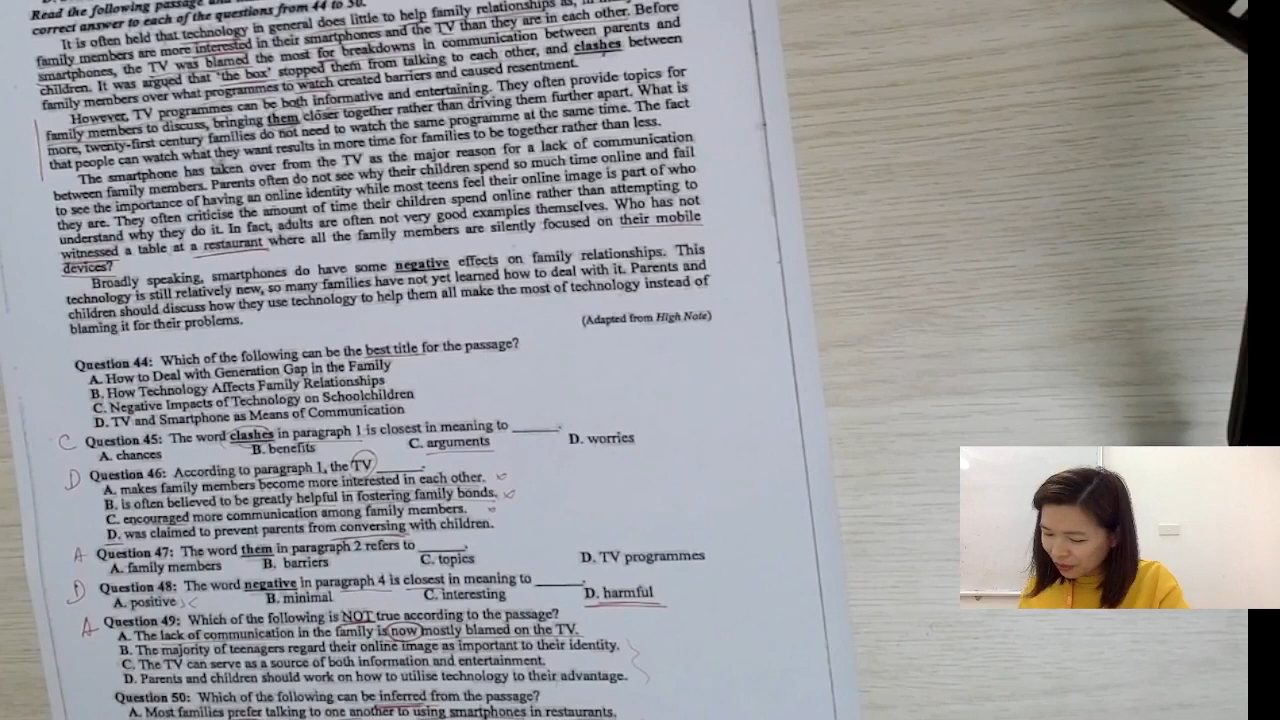 Read the following passage and
correct answer to each of the questions from 44 to 50.
It is often held that technology in general does little to help family relationships as, in
family members are more interested in their smartphones and the TV than they are in each other. Before
smartphones, the TV was blamed the most for breakdowns in communication between parents and
children. It was argued that 'the box' stopped them from talking to each other, and clashes between
family members over what programmes to watch created barriers and caused resentment.
However, TV programmes can be both informative and entertaining. They often provide topics for
family members to discuss, bringing them closer together rather than driving them further apart. What is
more, twenty-first century families do not need to watch the same programme at the same time. The fact
that people can watch what they want results in more time for families to be together rather than less.
The smartphone has taken over from the TV as the major reason for a lack of communication
between family members. Parents often do not see why their children spend so much time online and fail
to see the importance of having an online identity while most teens feel their online image is part of who
they are. They often criticise the amount of time their children spend online rather than attempting to
understand why they do it. In fact, adults are often not very good examples themselves. Who has not
witnessed a table at a restaurant where all the family members are silently focused on their mobile
devices?
Broadly speaking, smartphones do have some negative effects on family relationships. This
technology is still relatively new, so many families have not yet learned how to deal with it. Parents and
children should discuss how they use technology to help them all make the most of technology instead of
blaming it for their problems.
(Adapted from High Note)
Question 44: Which of the following can be the best title for the passage?
A. How to Deal with Generation Gap in the Family
B. How Technology Affects Family Relationships
C. Negative Impacts of Technology on Schoolchildren
D. TV and Smartphone as Means of Communication
C Question 45: The word clashes in paragraph 1 is closest in meaning to ______.
A. chances B. benefits C. arguments D. worries
D Question 46: According to paragraph 1, the TV ______.
A. makes family members become more interested in each other.
B. is often believed to be greatly helpful in fostering family bonds.
C. encouraged more communication among family members.
D. was claimed to prevent parents from conversing with children.
A Question 47: The word them in paragraph 2 refers to ______.
A. family members B. barriers C. topics D. TV programmes
D Question 48: The word negative in paragraph 4 is closest in meaning to ______.
A. positive B. minimal C. interesting D. harmful
A Question 49: Which of the following is NOT true according to the passage?
A. The lack of communication in the family is now mostly blamed on the TV.
B. The majority of teenagers regard their online image as important to their identity.
C. The TV can serve as a source of both information and entertainment.
D. Parents and children should work on how to utilise technology to their advantage.
Question 50: Which of the following can be inferred from the passage?
A. Most families prefer talking to one another to using smartphones in restaurants.